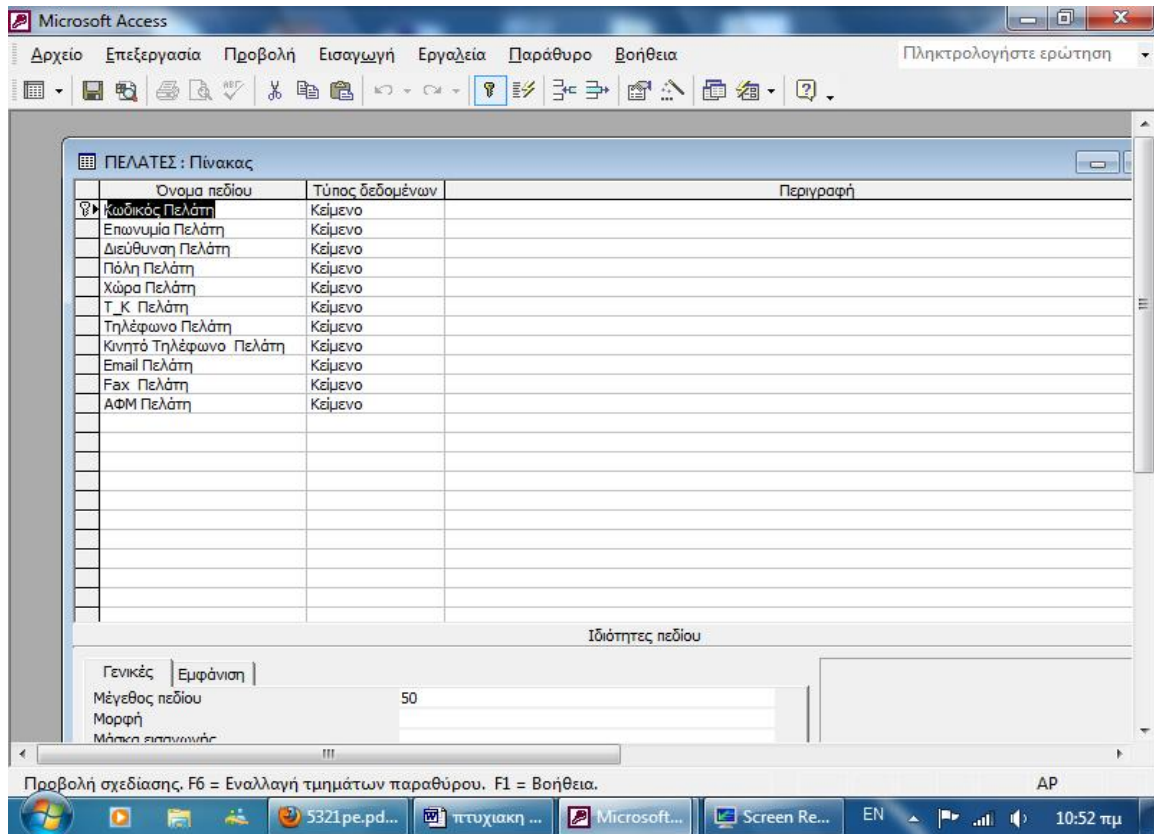 Microsoft Access
Αρχείο Επεξεργασία Προβολή Εισαγωγή Εργαλεία Παράθυρο Βοήθεια Πληκτρολογήστε ερώτηση
ΠΕΛΑΤΕΣ : Πίνακας
Όνομα πεδίου Τύπος δεδομένων Περιγραφή
Κωδικός Πελάτη Κείμενο
Επωνυμία Πελάτη Κείμενο
Διεύθυνση Πελάτη Κείμενο
Πόλη Πελάτη Κείμενο
Χώρα Πελάτη Κείμενο
Τ_Κ Πελάτη Κείμενο
Τηλέφωνο Πελάτη Κείμενο
Κινητό Τηλέφωνο Πελάτη Κείμενο
Email Πελάτη Κείμενο
Fax Πελάτη Κείμενο
ΑΦΜ Πελάτη Κείμενο
Ιδιότητες πεδίου
Γενικές Εμφάνιση
Μέγεθος πεδίου 50
Μορφή
Μάσκα εισαγωγής
Προβολή σχεδίασης. F6 = Εναλλαγή τμημάτων παραθύρου. F1 = Βοήθεια. ΑΡ
5321pe.pd... πτυχιακη ... Microsoft... Screen Re... EN 10:52 πμ